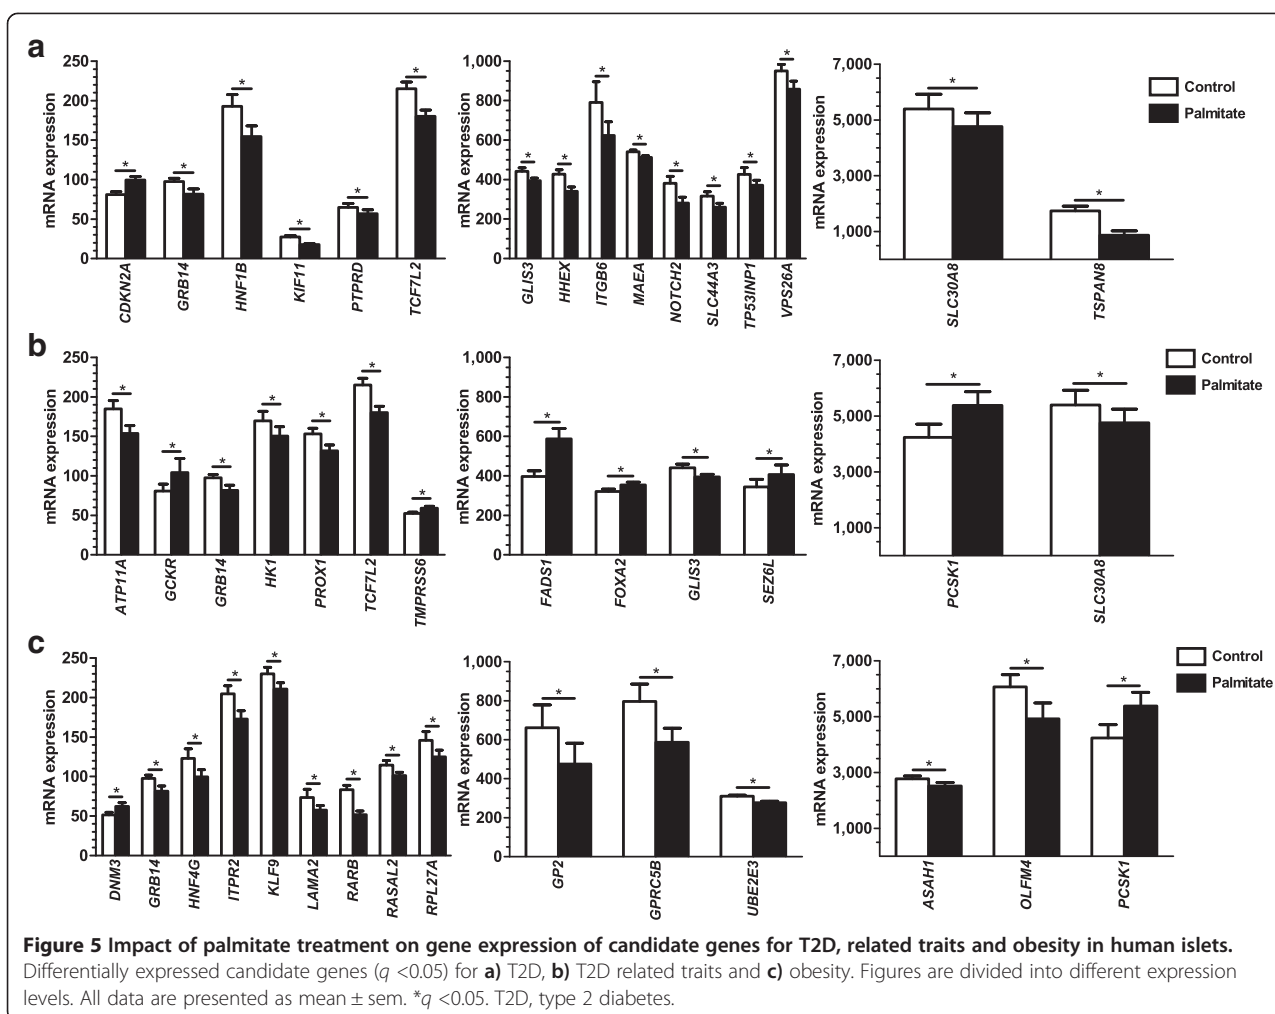 a
mRNA expression
250
200
150
100
50
0
CDKN2A
GRB14
HNF1B
KIF11
PTPRD
TCF7L2
* * * * * *
mRNA expression
1,000
800
600
400
200
0
GLIS3
HHEX
ITGB6
MAEA
NOTCH2
SLC44A3
TP53INP1
VPS26A
* * * * * * * *
mRNA expression
7,000
5,000
3,000
1,000
SLC30A8
TSPAN8
* *
Control
Palmitate
b
mRNA expression
250
200
150
100
50
0
ATP11A
GCKR
GRB14
HK1
PROX1
TCF7L2
TMPRSS6
* * * * * * *
mRNA expression
1,000
800
600
400
200
0
FADS1
FOXA2
GLIS3
SEZ6L
* * * *
mRNA expression
7,000
5,000
3,000
1,000
PCSK1
SLC30A8
* *
Control
Palmitate
c
mRNA expression
250
200
150
100
50
0
DNM3
GRB14
HNF4G
ITPR2
KLF9
LAMA2
RARB
RASAL2
RPL27A
* * * * * * * * *
mRNA expression
1,000
800
600
400
200
0
GP2
GPRC5B
UBE2E3
* * *
mRNA expression
7,000
5,000
3,000
1,000
ASAH1
OLFM4
PCSK1
* * *
Control
Palmitate
Figure 5 Impact of palmitate treatment on gene expression of candidate genes for T2D, related traits and obesity in human islets.
Differentially expressed candidate genes (q <0.05) for a) T2D, b) T2D related traits and c) obesity. Figures are divided into different expression
levels. All data are presented as mean ± sem. *q <0.05. T2D, type 2 diabetes.